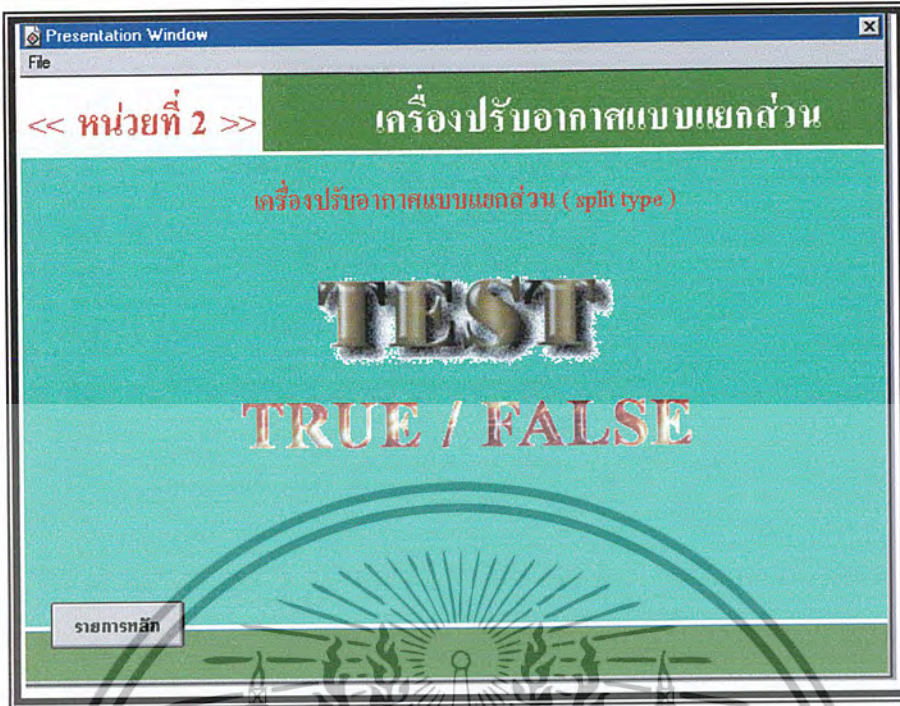 Presentation Window
File
<< หน่วยที่ 2 >>
เครื่องปรับอากาศแบบแยกส่วน
เครื่องปรับอากาศแบบแยกส่วน ( split type )
TEST
TRUE / FALSE
รายการหลัก